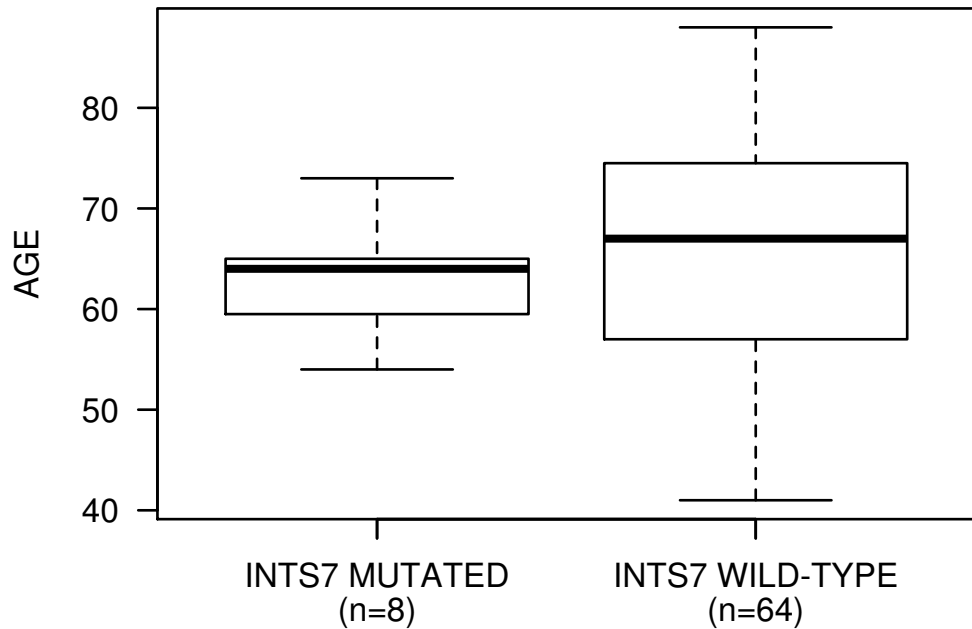 AGE
80
70
60
50
40
INTS7 MUTATED
(n=8)
INTS7 WILD-TYPE
(n=64)